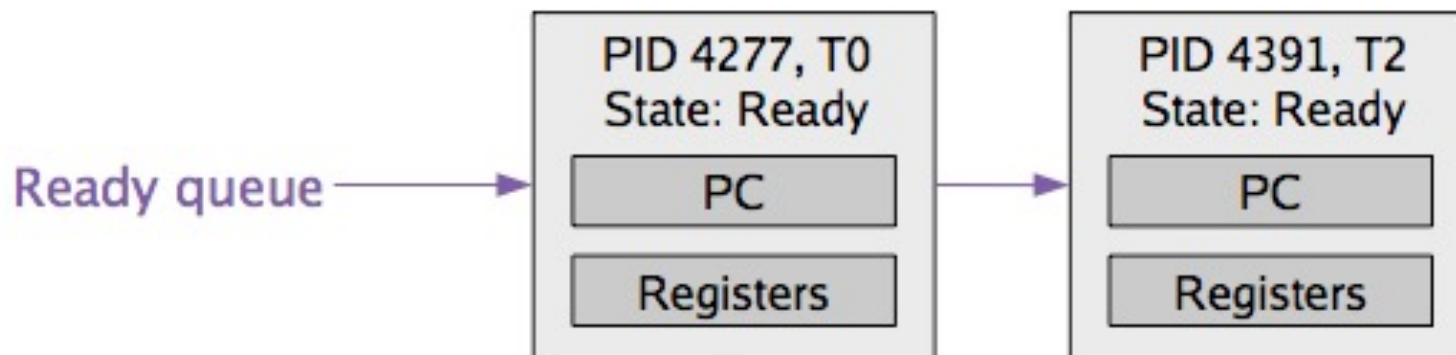 Ready queue
PID 4277, T0
State: Ready
PC
Registers
PID 4391, T2
State: Ready
PC
Registers